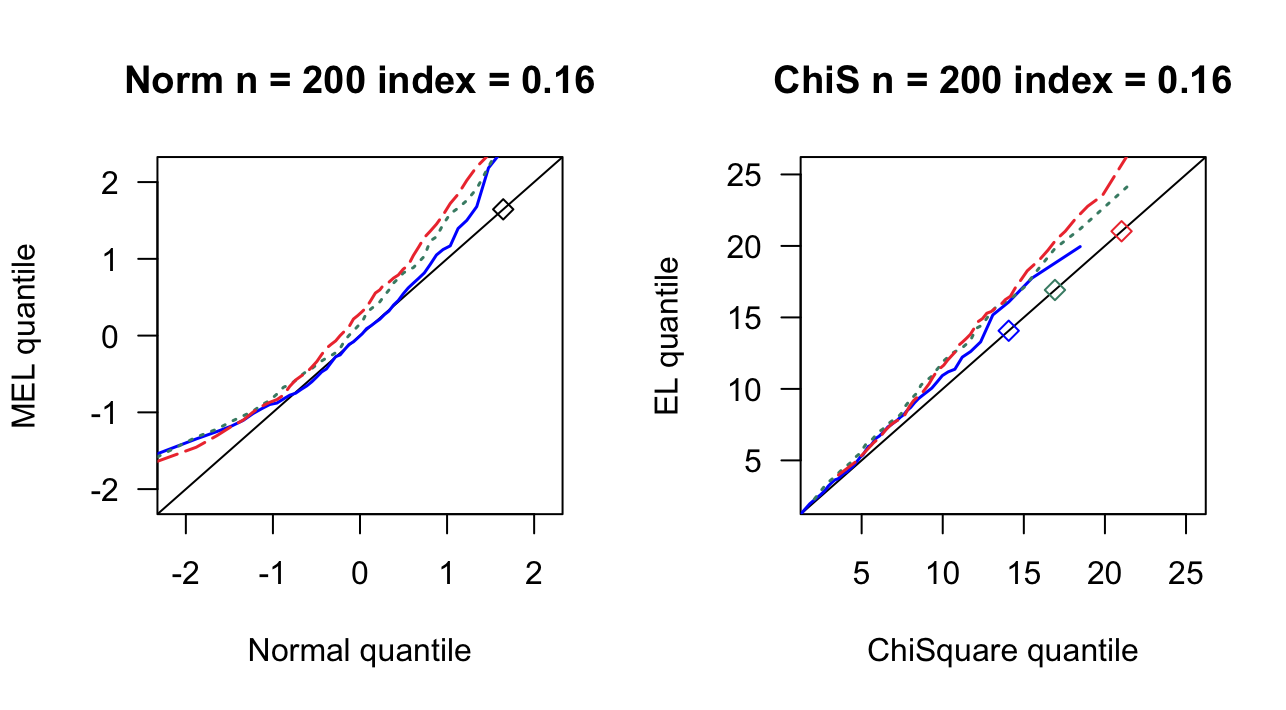 Norm n = 200 index = 0.16
MEL quantile
2
1
0
-1
-2
-2 -1 0 1 2
Normal quantile
ChiS n = 200 index = 0.16
EL quantile
25
20
15
10
5
5 10 15 20 25
ChiSquare quantile